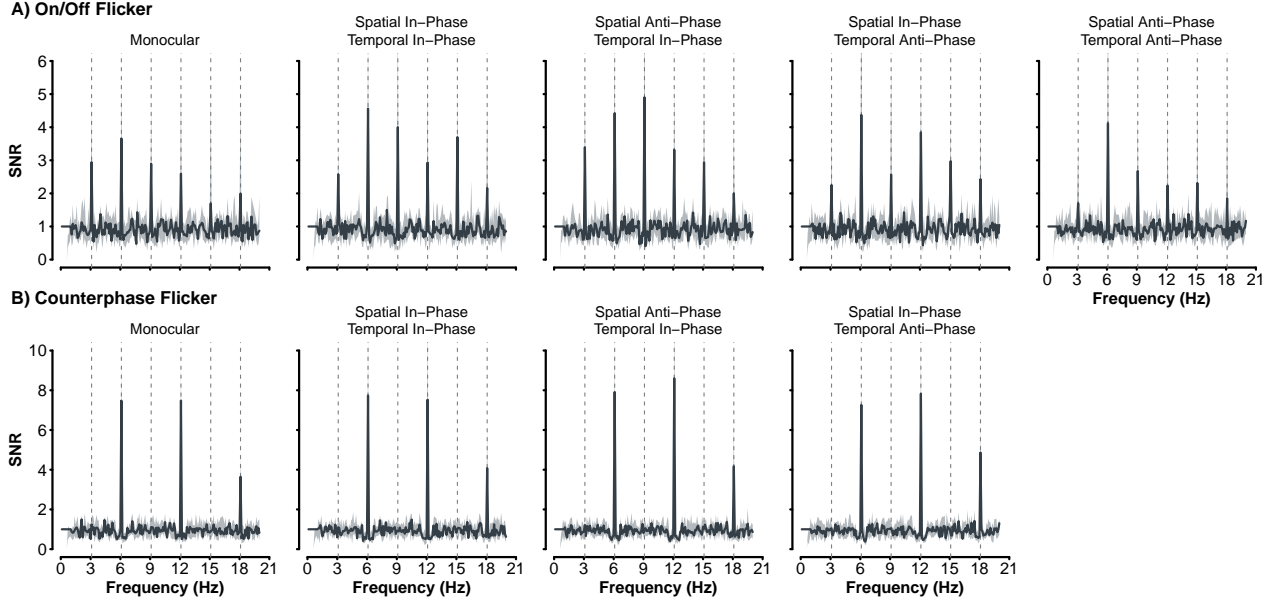 A) On/Off Flicker
Monocular
Spatial In−Phase
Temporal In−Phase
Spatial Anti−Phase
Temporal In−Phase
Spatial In−Phase
Temporal Anti−Phase
Spatial Anti−Phase
Temporal Anti−Phase
SNR
6
5
4
3
2
1
0
0 3 6 9 12 15 18 21
Frequency (Hz)
B) Counterphase Flicker
Monocular
Spatial In−Phase
Temporal In−Phase
Spatial Anti−Phase
Temporal In−Phase
Spatial In−Phase
Temporal Anti−Phase
SNR
10
8
6
4
2
0
0 3 6 9 12 15 18 21
Frequency (Hz)
0 3 6 9 12 15 18 21
Frequency (Hz)
0 3 6 9 12 15 18 21
Frequency (Hz)
0 3 6 9 12 15 18 21
Frequency (Hz)